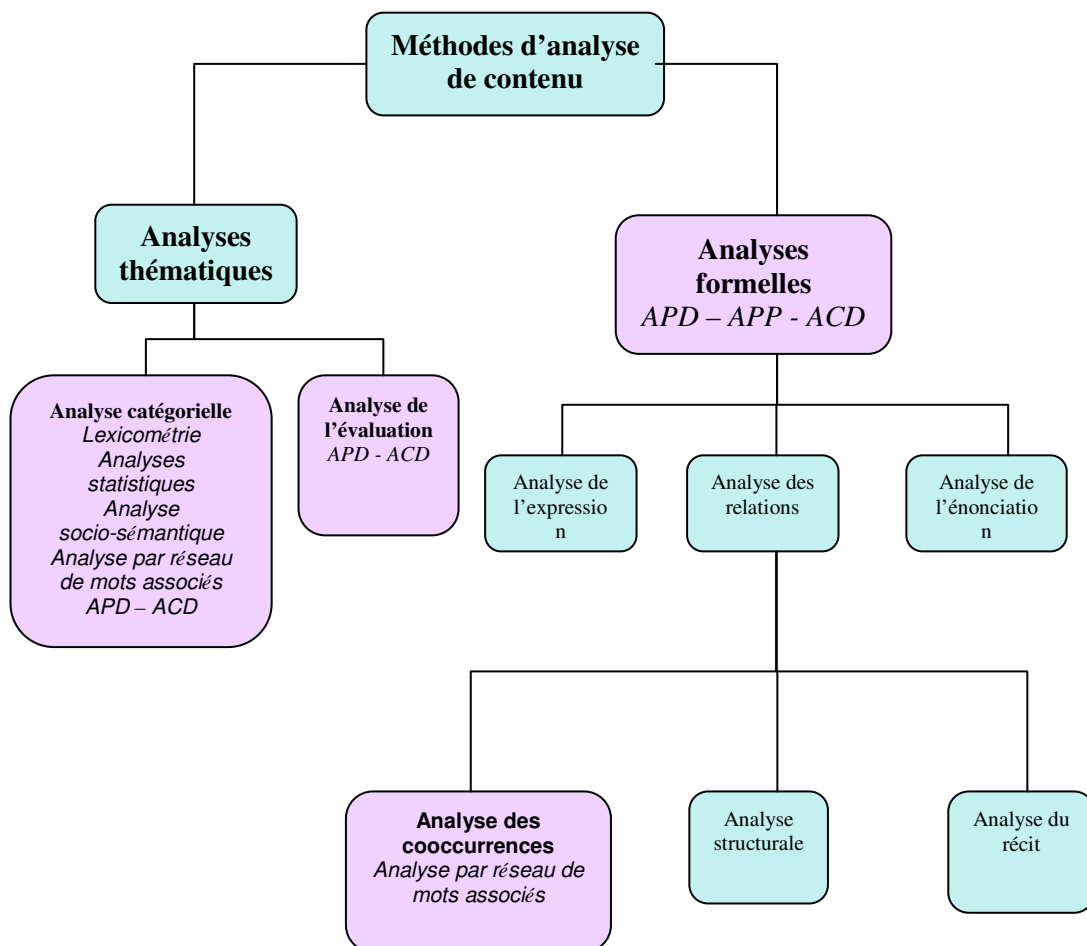 Méthodes d’analyse
de contenu
Analyses
thématiques
Analyses
formelles
APD – APP - ACD
Analyse catégorielle
Lexicométrie
Analyses
statistiques
Analyse
socio-sémantique
Analyse par réseau
de mots associés
APD – ACD
Analyse de
l’évaluation
APD - ACD
Analyse de
l’expressio
n
Analyse des
relations
Analyse de
l’énonciatio
n
Analyse des
cooccurrences
Analyse par réseau de
mots associés
Analyse
structurale
Analyse du
récit